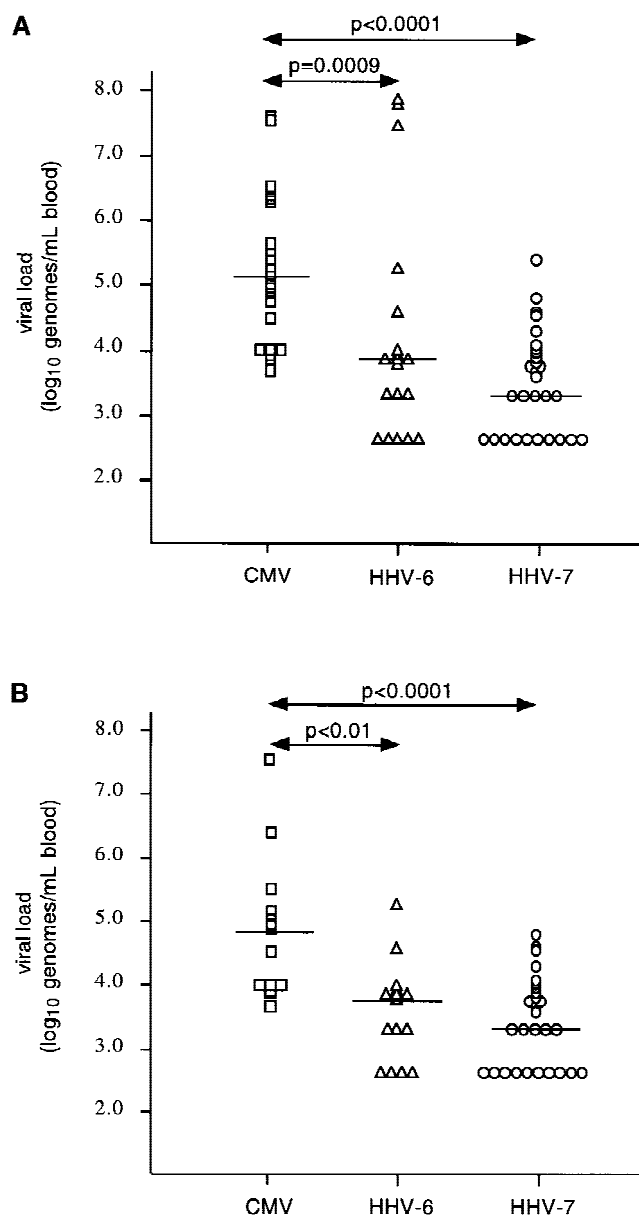 A
p<0.0001
p=0.0009
8.0
7.0
6.0
5.0
4.0
3.0
2.0
viral load
(log10 genomes/mL blood)
CMV HHV-6 HHV-7
B
p<0.0001
p<0.01
8.0
7.0
6.0
5.0
4.0
3.0
2.0
viral load
(log10 genomes/mL blood)
CMV HHV-6 HHV-7